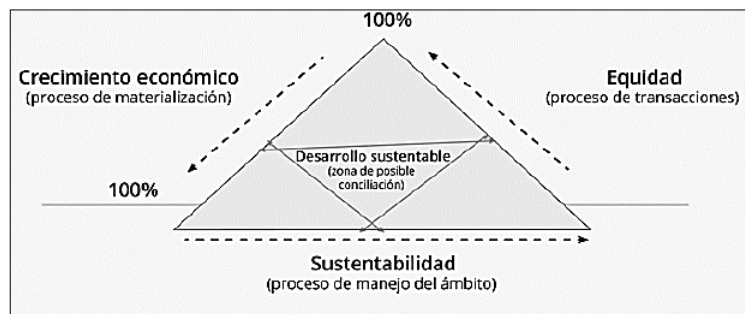 100%
Crecimiento económico
(proceso de materialización)
Equidad
(proceso de transacciones)
Desarrollo sustentable
(zona de posible
conciliación)
100%
Sustentabilidad
(proceso de manejo del ámbito)